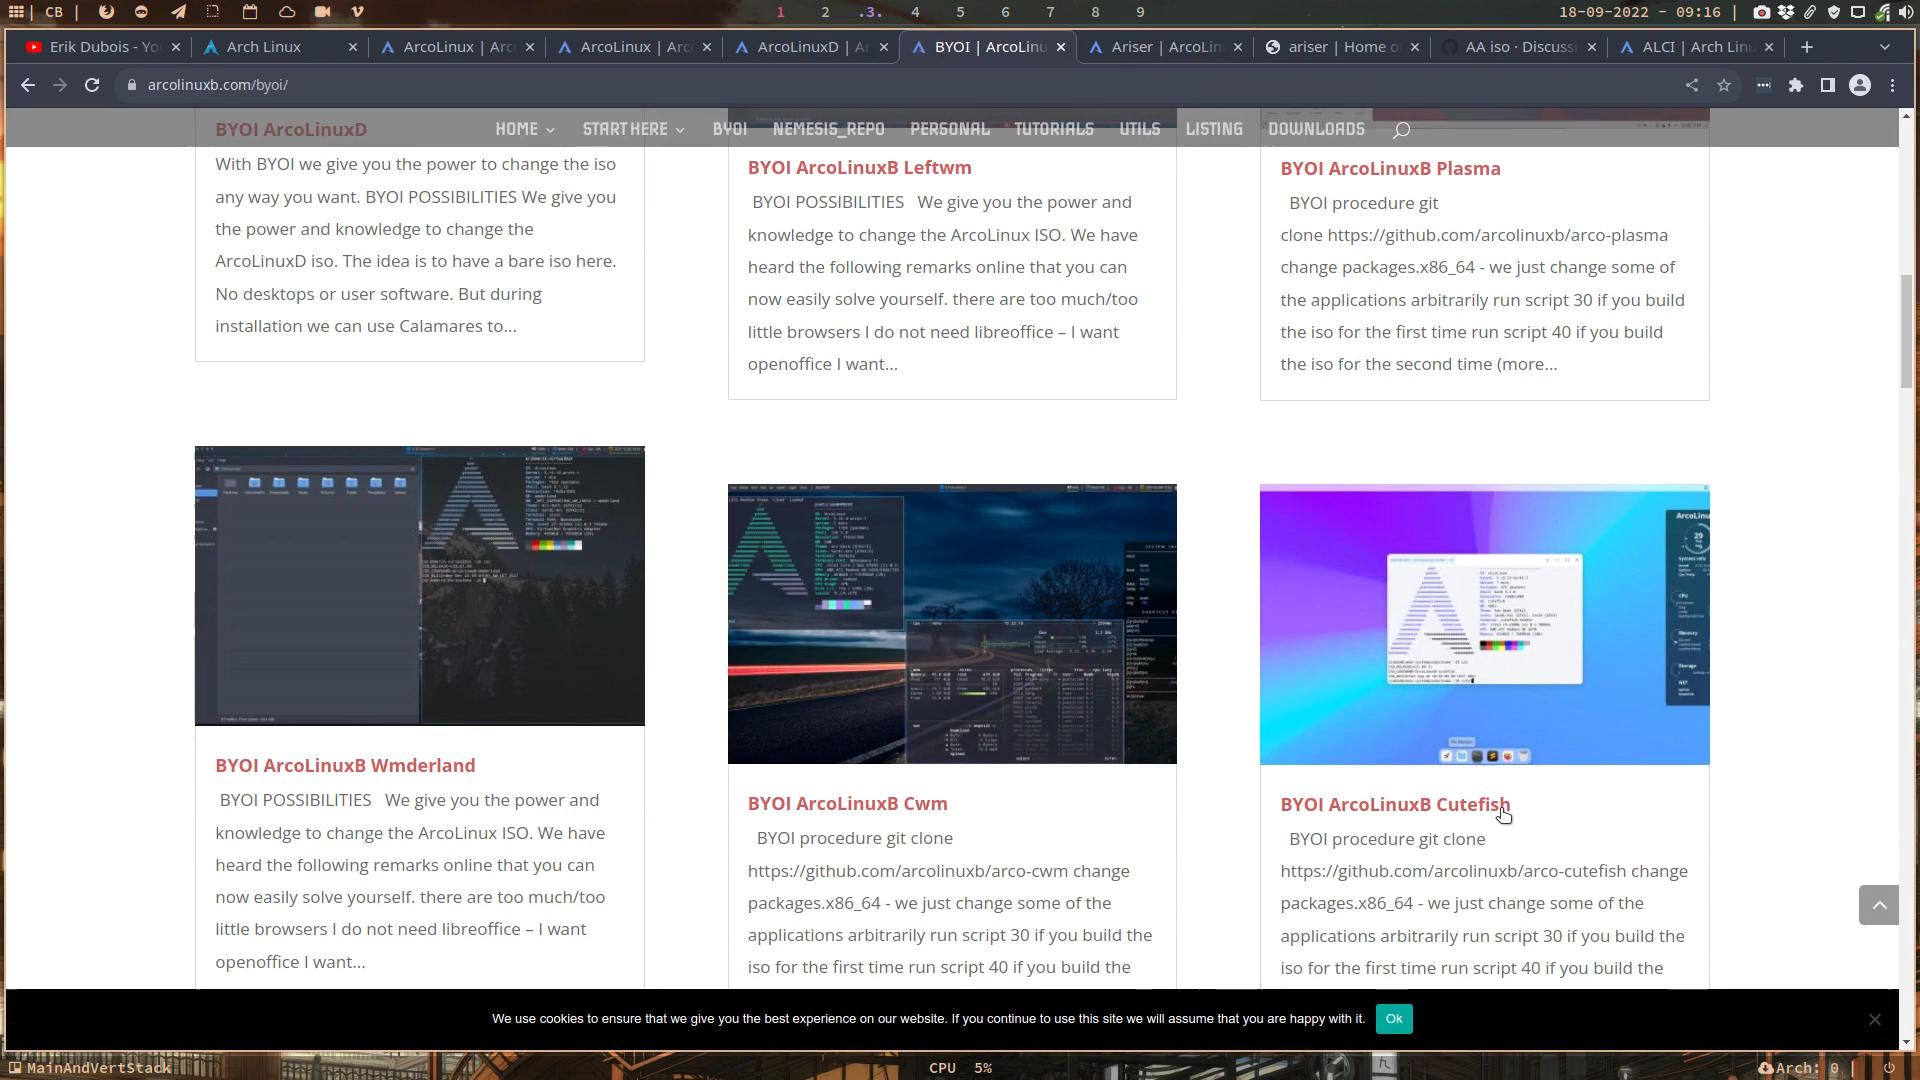 CB
1 2 .3. 4 5 6 7 8 9
18-09-2022 - 09:16
Erik Dubois - Yo
Arch Linux
ArcoLinux | Arc
ArcoLinux | Arc
ArcoLinuxD | Ar
BYOI | ArcoLinu
Ariser | ArcoLin
ariser | Home o
AA iso · Discuss
ALCI | Arch Linu
arcolinuxb.com/byoi/
HOME
START HERE
BYOI
NEMESIS_REPO
PERSONAL
TUTORIALS
UTILS
LISTING
DOWNLOADS
BYOI ArcoLinuxD
With BYOI we give you the power to change the iso
any way you want. BYOI POSSIBILITIES We give you
the power and knowledge to change the
ArcoLinuxD iso. The idea is to have a bare iso here.
No desktops or user software. But during
installation we can use Calamares to...
BYOI ArcoLinuxB Leftwm
BYOI POSSIBILITIES We give you the power and
knowledge to change the ArcoLinux ISO. We have
heard the following remarks online that you can
now easily solve yourself. there are too much/too
little browsers I do not need libreoffice – I want
openoffice I want...
BYOI ArcoLinuxB Plasma
BYOI procedure git
clone https://github.com/arcolinuxb/arco-plasma
change packages.x86_64 - we just change some of
the applications arbitrarily run script 30 if you build
the iso for the first time run script 40 if you build
the iso for the second time (more...
BYOI ArcoLinuxB Wmderland
BYOI POSSIBILITIES We give you the power and
knowledge to change the ArcoLinux ISO. We have
heard the following remarks online that you can
now easily solve yourself. there are too much/too
little browsers I do not need libreoffice – I want
openoffice I want...
BYOI ArcoLinuxB Cwm
BYOI procedure git clone
https://github.com/arcolinuxb/arco-cwm change
packages.x86_64 - we just change some of the
applications arbitrarily run script 30 if you build the
iso for the first time run script 40 if you build the
ArcoLinu
29
System Info
CPU
Memory
Storage
NET
BYOI ArcoLinuxB Cutefish
BYOI procedure git clone
https://github.com/arcolinuxb/arco-cutefish change
packages.x86_64 - we just change some of the
applications arbitrarily run script 30 if you build the
iso for the first time run script 40 if you build the
We use cookies to ensure that we give you the best experience on our website. If you continue to use this site we will assume that you are happy with it.
Ok
MainAndVertStack
CPU 5%
Arch: 0